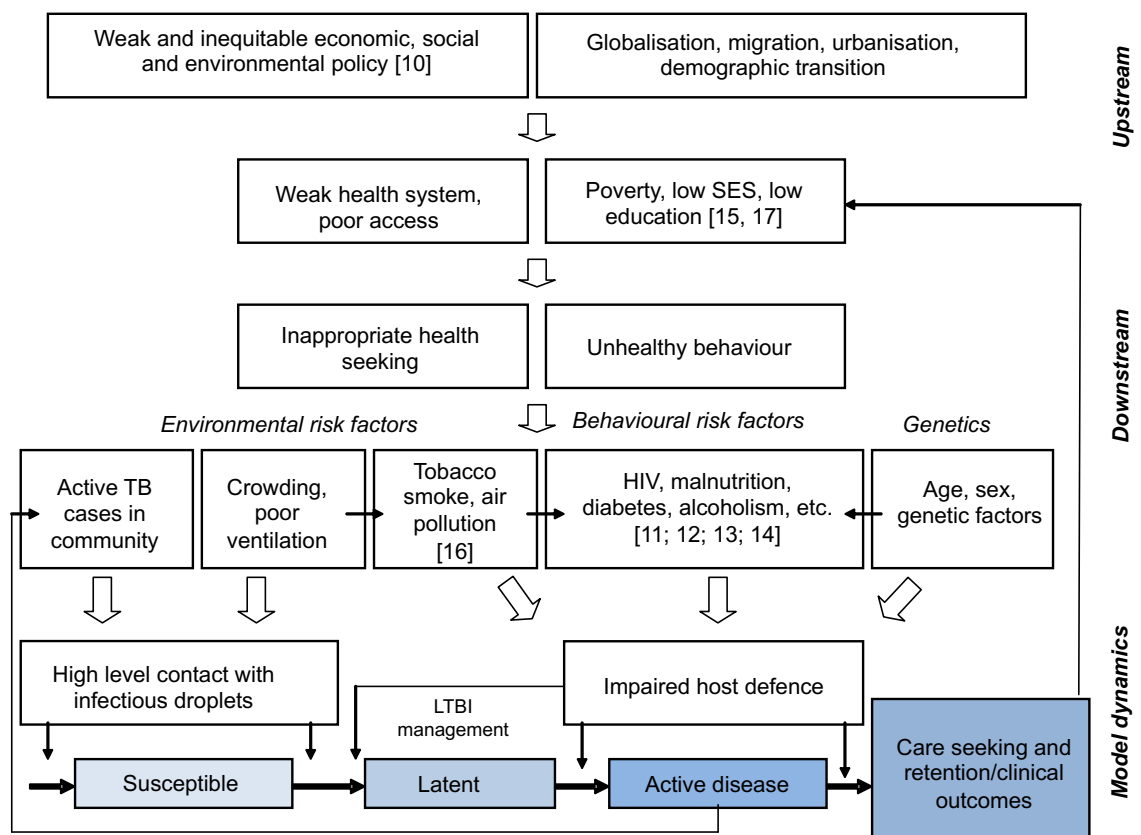 Weak and inequitable economic, social
and environmental policy [10]
Globalisation, migration, urbanisation,
demographic transition
Upstream
Weak health system,
poor access
Poverty, low SES, low
education [15, 17]
Inappropriate health
seeking
Unhealthy behaviour
Downstream
Environmental risk factors
Behavioural risk factors
Genetics
Active TB
cases in
community
Crowding,
poor
ventilation
Tobacco
smoke, air
pollution
[16]
HIV, malnutrition,
diabetes, alcoholism, etc.
[11; 12; 13; 14]
Age, sex,
genetic factors
High level contact with
infectious droplets
LTBI
management
Impaired host defence
Model dynamics
Susceptible
Latent
Active disease
Care seeking and
retention/clinical
outcomes